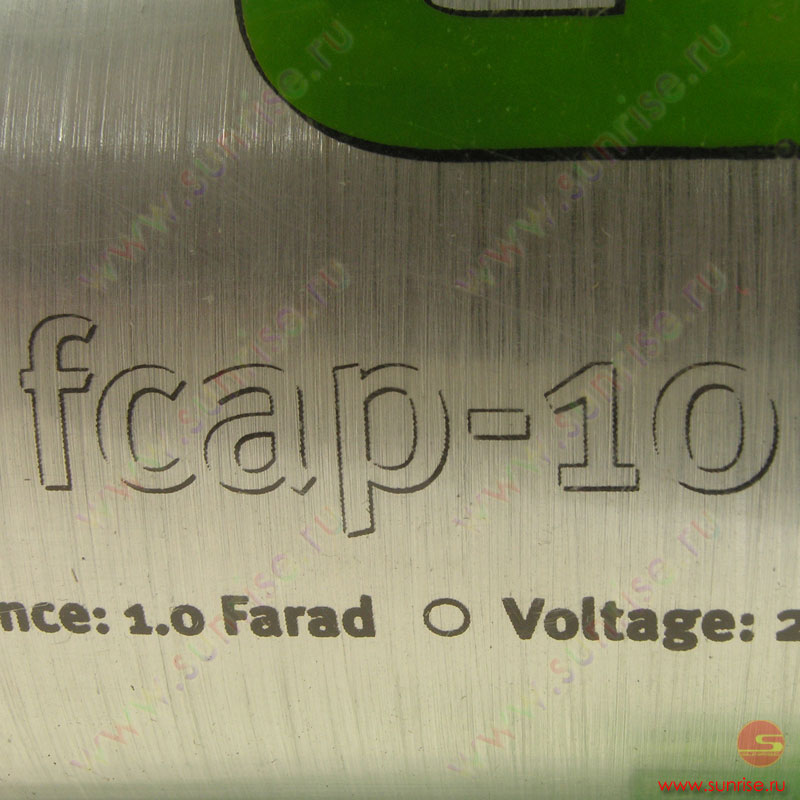 fcap-10
nce: 1.0 Farad O Voltage: 2
www.sunrise.ru